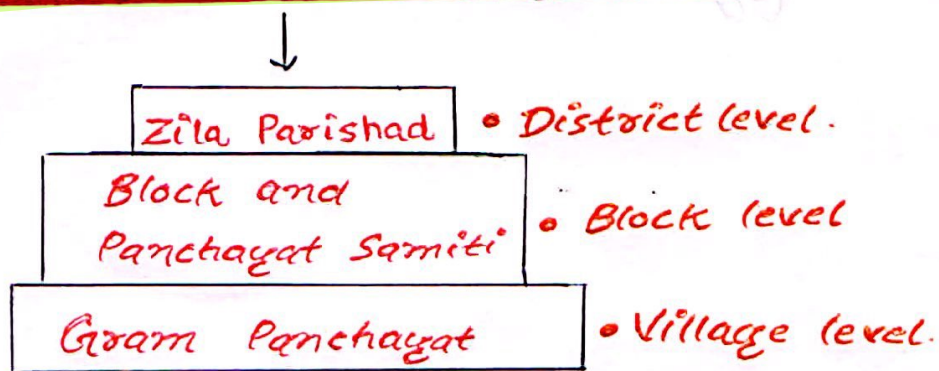 Zila Parishad • District level.
Block and
Panchayat Samiti • Block level
Gram Panchayat • Village level.